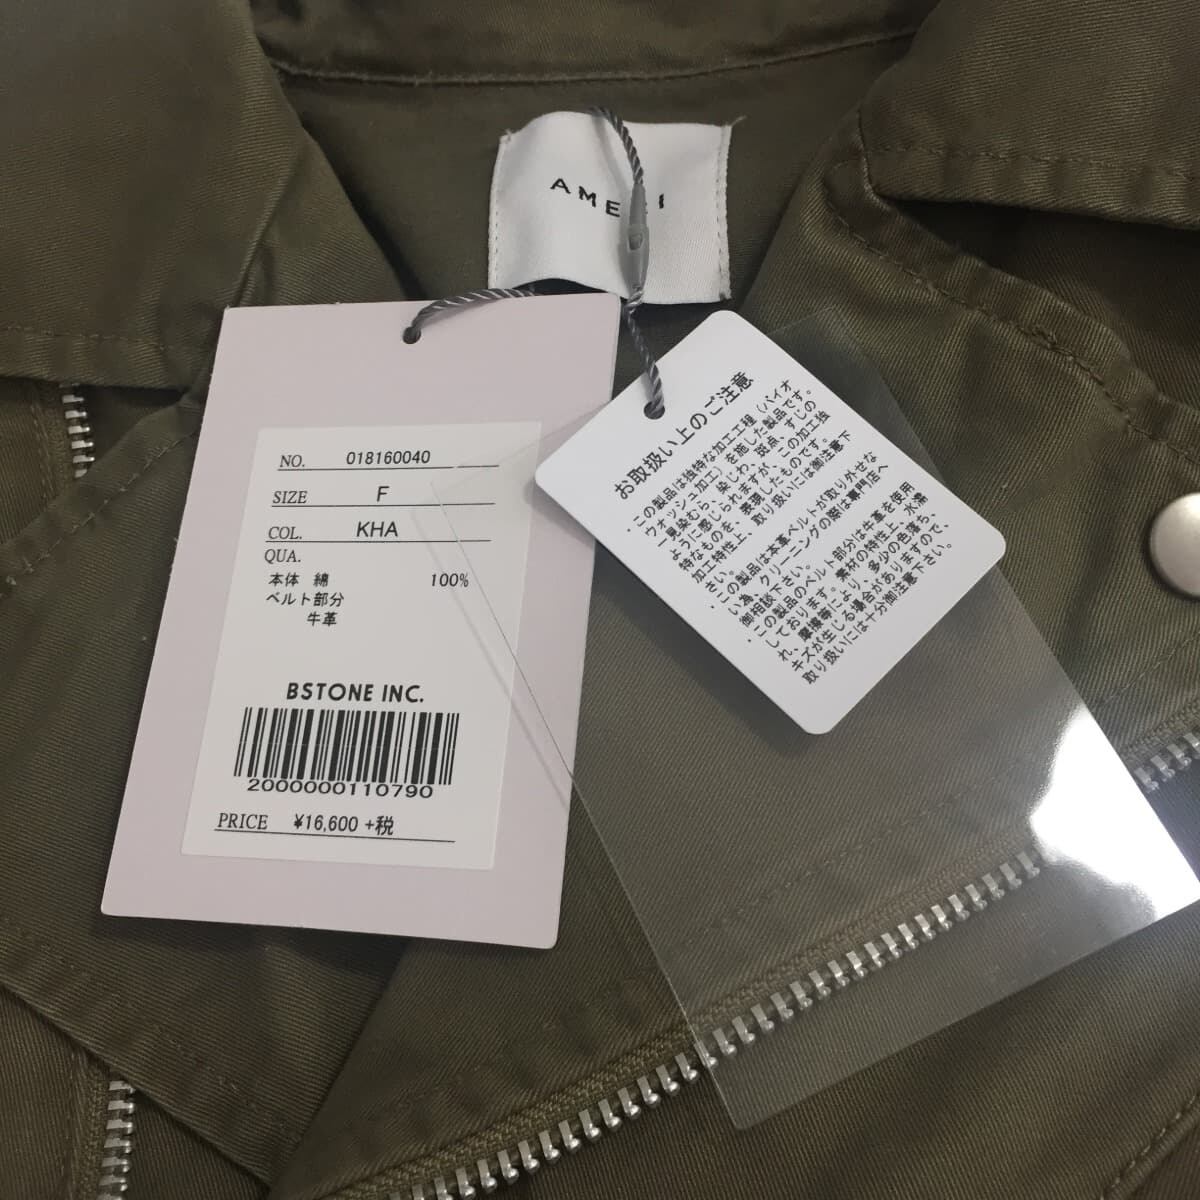 NO. 018160040
SIZE F
COL. KHA
QUA.
本体 綿 100%
ベルト部分
牛革
BSTONE INC.
2000000110790
PRICE ¥16,600 +税
お取扱い上のご注意
・この製品は独特な加工工程（バイオ
ウォッシュ加工）を施した製品です。
一見染むら、染じわ、斑点、すじの
ように感じられますが、この加工独
特なものを、表現したものです。
加工特性上、取り扱いには御注意下
さい。
・この製品は本革ベルトが取り外せな
い為、クリーニングの際は専門店へ
御相談下さい。
・この製品のベルト部分は牛革を使用
しております。素材の特性上、水濡
れ、摩擦等により、多少の色落ち、
キズが生じる場合がありますので、
取り扱いには十分御注意下さい。